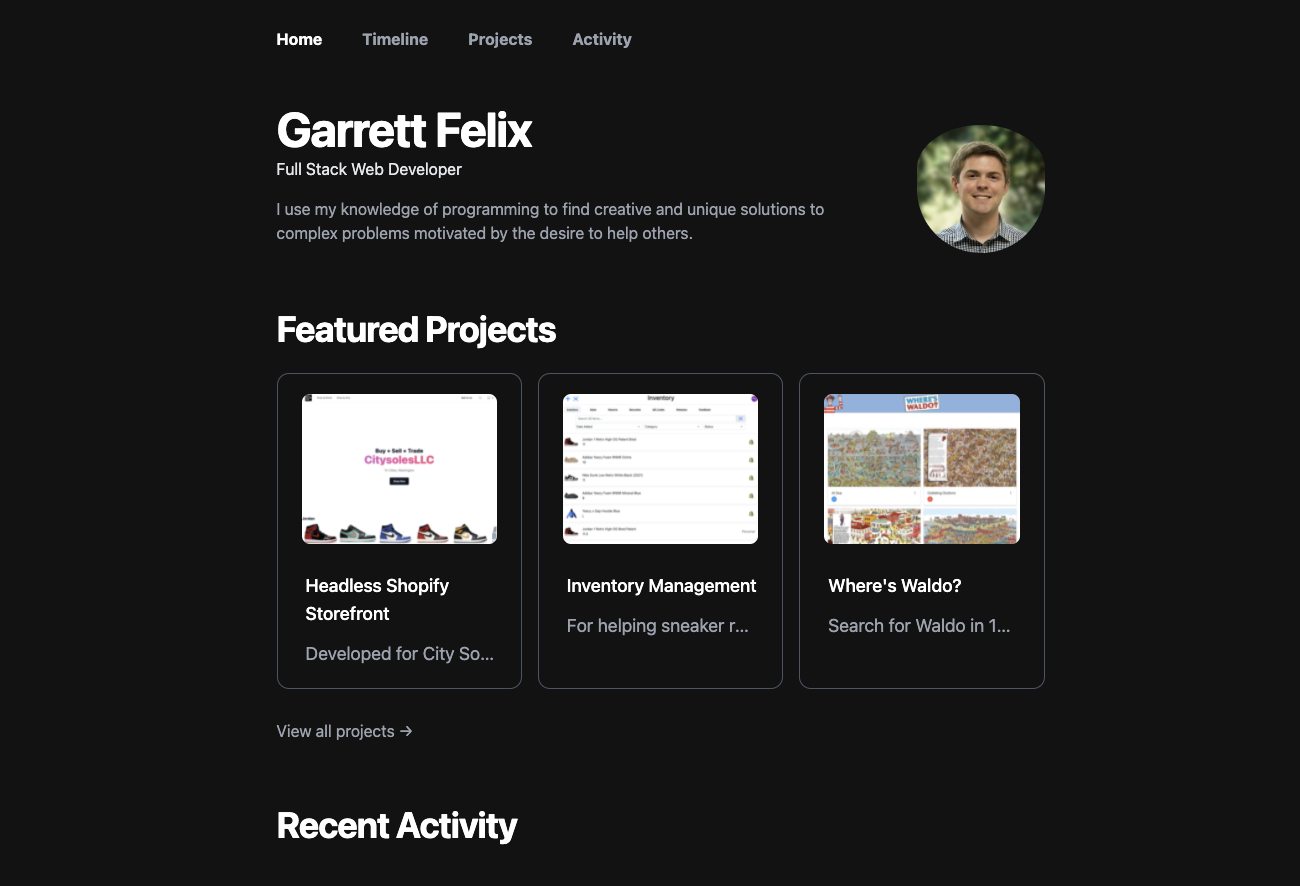 Home Timeline Projects Activity
Garrett Felix
Full Stack Web Developer
I use my knowledge of programming to find creative and unique solutions to
complex problems motivated by the desire to help others.
Featured Projects
Buy + Sell + Trade
CitysolesLLC
Inventory
WHERE'S
WALDO?
Headless Shopify
Storefront
Developed for City So...
Inventory Management
For helping sneaker r...
Where's Waldo?
Search for Waldo in 1...
View all projects →
Recent Activity